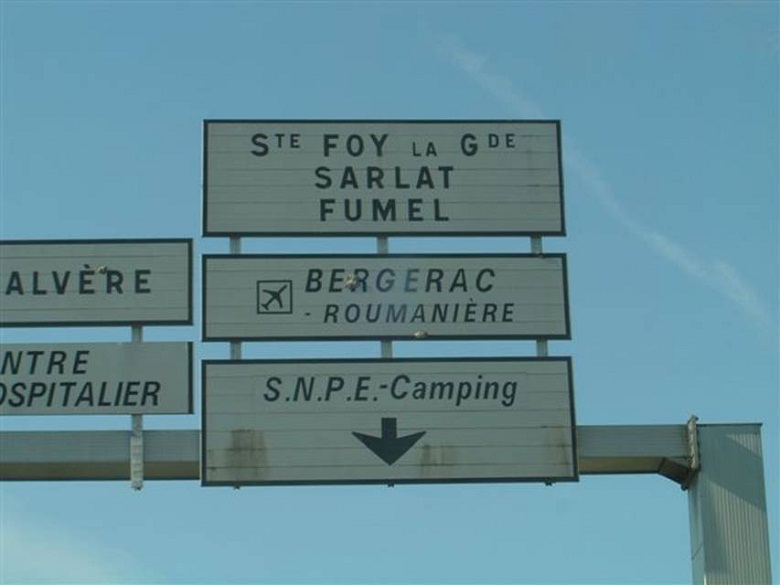 STE FOY LA GDE
SARLAT
FUMEL
BERGERAC
- ROUMANIÈRE
S.N.P.E.-Camping
ALVÈRE
NTRE
OSPITALIER